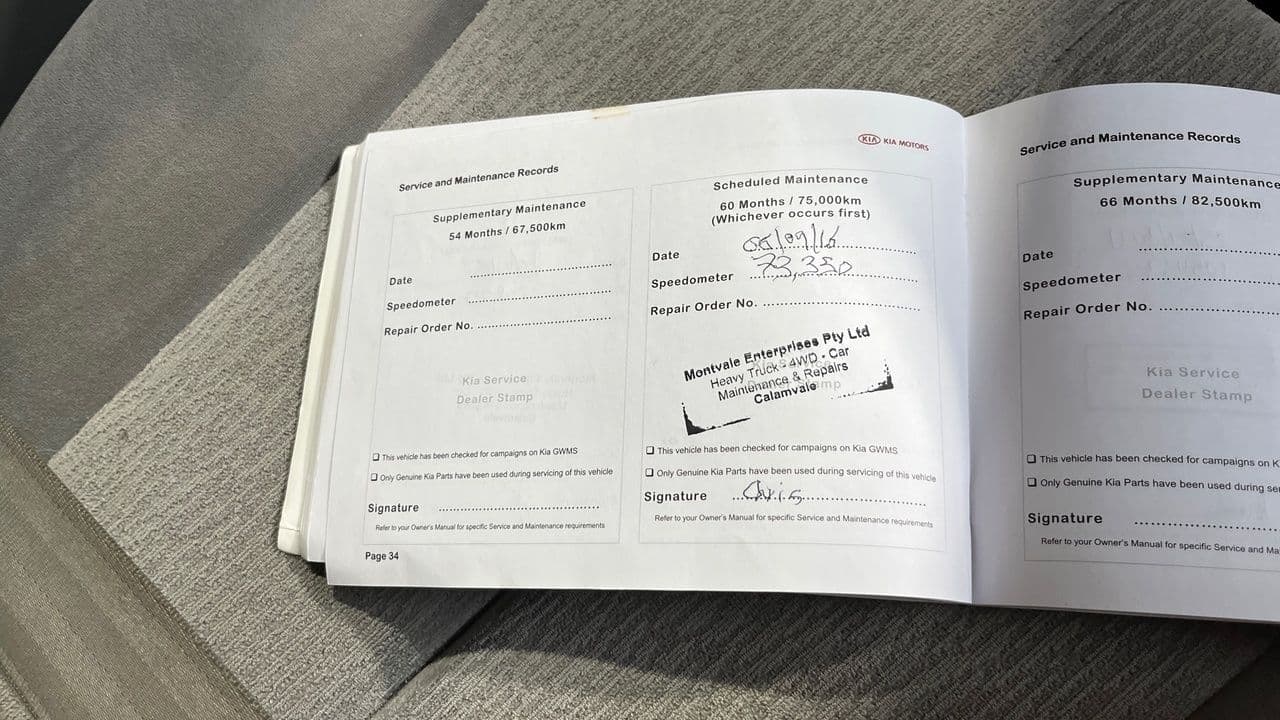 Service and Maintenance Records
Supplementary Maintenance
54 Months / 67,500km
Date
Speedometer
Repair Order No.
Kia Service
Dealer Stamp
❑ This vehicle has been checked for campaigns on Kia GWMS
❑ Only Genuine Kia Parts have been used during servicing of this vehicle
Signature
Refer to your Owner's Manual for specific Service and Maintenance requirements
Page 34
KIA KIA MOTORS
Scheduled Maintenance
60 Months / 75,000km
(Whichever occurs first)
Date /09/16
Speedometer 73,350
Repair Order No.
Montvale Enterprises Pty Ltd
Heavy Truck - 4WD - Car
Maintenance & Repairs
Calamvale
❑ This vehicle has been checked for campaigns on Kia GWMS
❑ Only Genuine Kia Parts have been used during servicing of this vehicle
Signature
Refer to your Owner's Manual for specific Service and Maintenance requirements
Service and Maintenance Records
Supplementary Maintenance
66 Months / 82,500km
Date
Speedometer
Repair Order No.
Kia Service
Dealer Stamp
❑ This vehicle has been checked for campaigns on K
❑ Only Genuine Kia Parts have been used during se
Signature
Refer to your Owner's Manual for specific Service and Ma